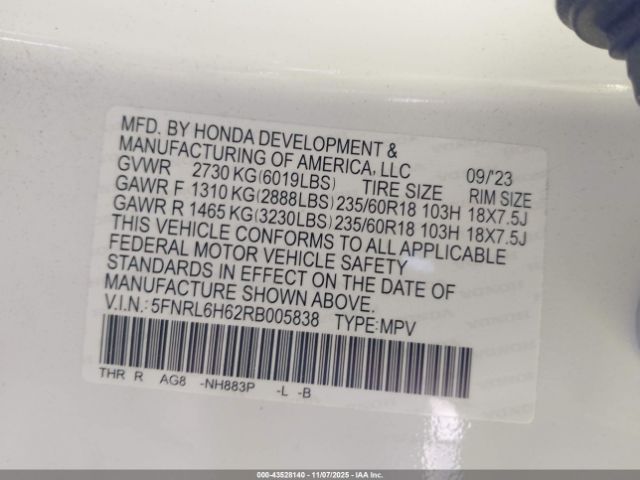 MFD. BY HONDA DEVELOPMENT &
MANUFACTURING OF AMERICA, LLC 09/'23
GVWR 2730 KG(6019LBS) TIRE SIZE RIM SIZE
GAWR F 1310 KG(2888LBS) 235/60R18 103H 18X7.5J
GAWR R 1465 KG(3230LBS) 235/60R18 103H 18X7.5J
THIS VEHICLE CONFORMS TO ALL APPLICABLE
FEDERAL MOTOR VEHICLE SAFETY
STANDARDS IN EFFECT ON THE DATE OF
MANUFACTURE SHOWN ABOVE.
V.I.N.: 5FNRL6H62RB005838 TYPE:MPV
THR R AG8 -NH883P -L -B
000-43528140 - 11/07/2025 - IAA Inc.